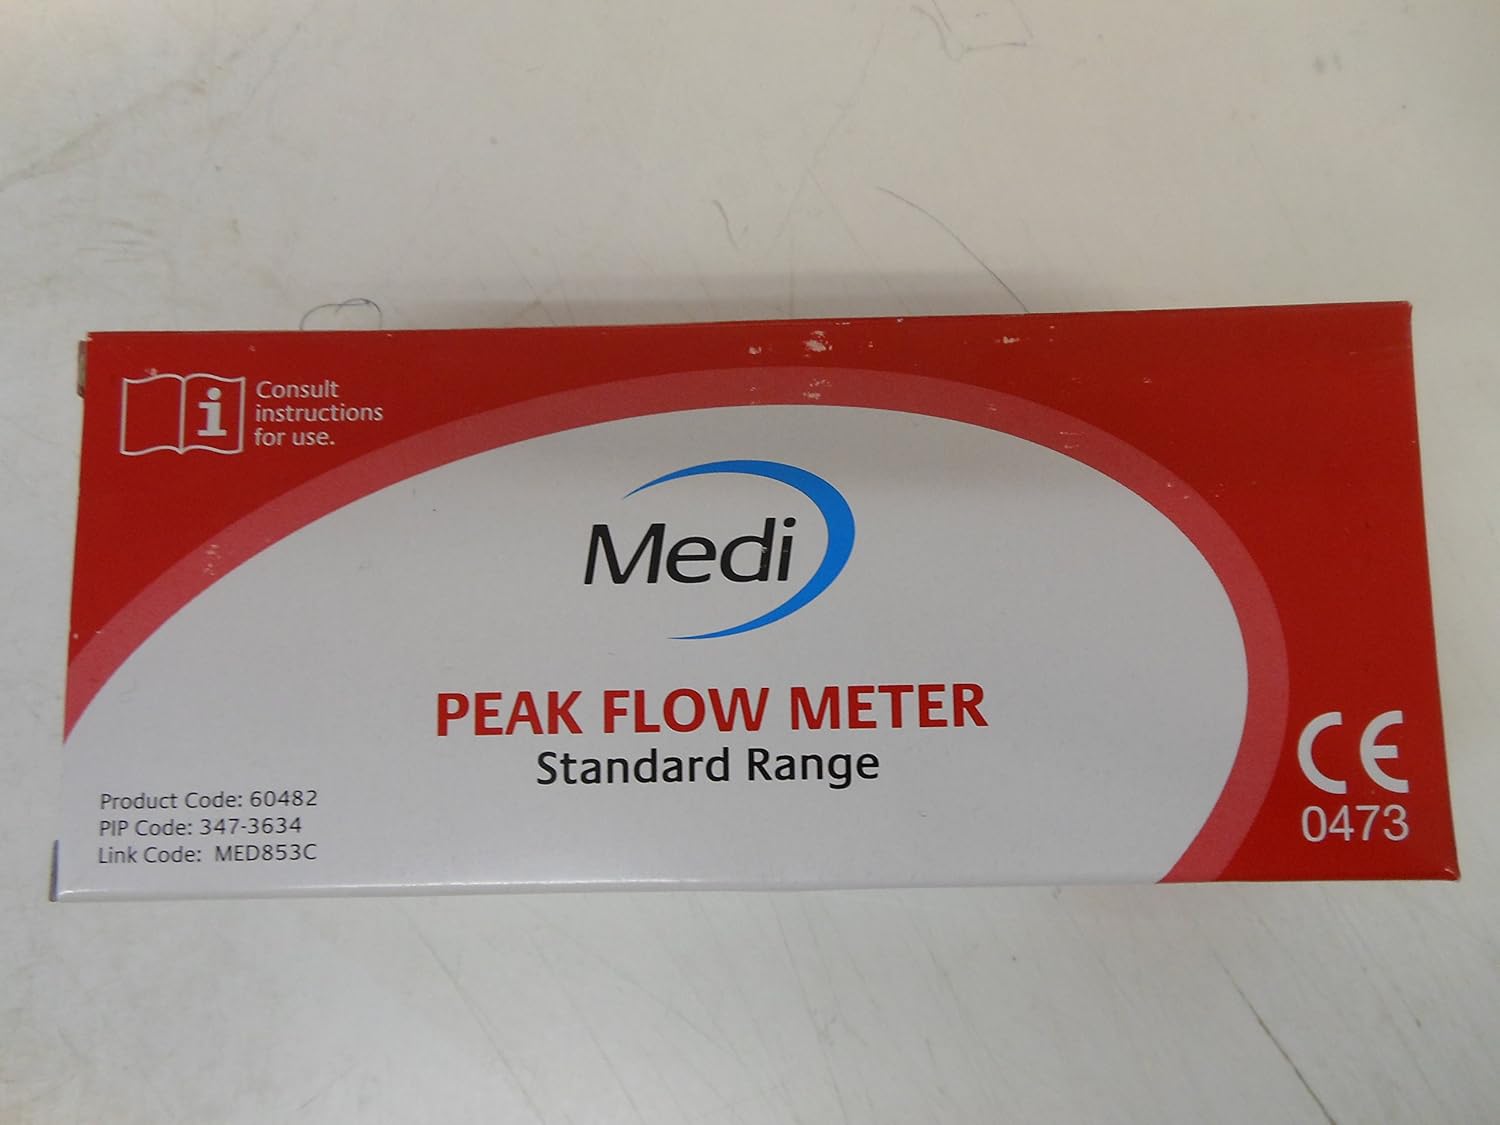 i
Consult
instructions
for use.
Medi
PEAK FLOW METER
Standard Range
Product Code: 60482
PIP Code: 347-3634
Link Code: MED853C
CE
0473